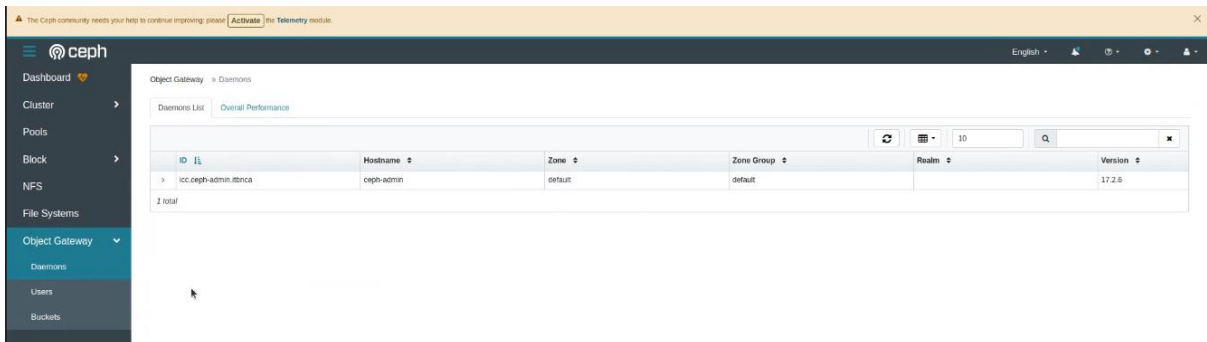 The Ceph community needs your help to continue improving: please Activate the Telemetry module.
ceph
English
Dashboard
Cluster
Pools
Block
NFS
File Systems
Object Gateway
Daemons
Users
Buckets
Object Gateway » Daemons
Daemons List Overall Performance
10
ID Hostname Zone Zone Group Realm Version
ceph-admin default default 17.2.6
1 total